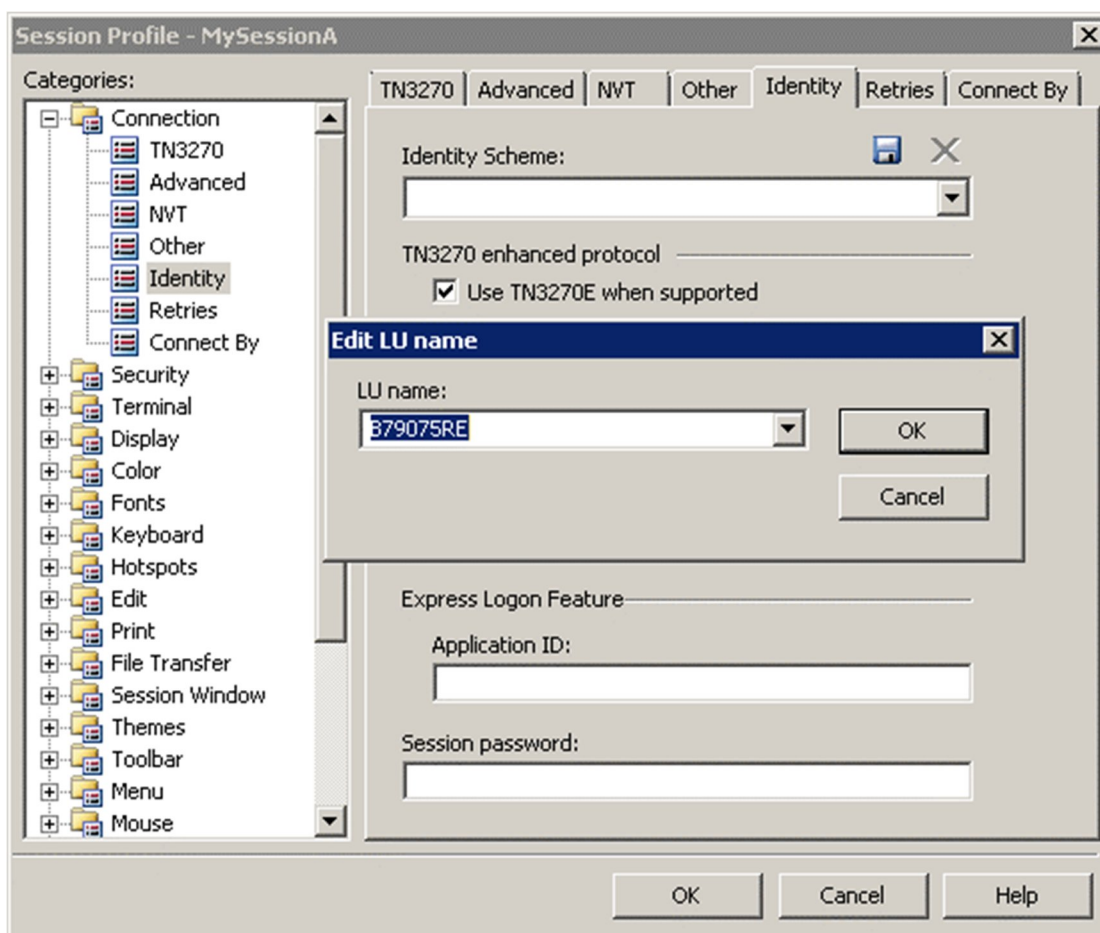 Session Profile - MySessionA
Categories:
Connection
TN3270
Advanced
NVT
Other
Identity
Retries
Connect By
Security
Terminal
Display
Color
Fonts
Keyboard
Hotspots
Edit
Print
File Transfer
Session Window
Themes
Toolbar
Menu
Mouse
TN3270 Advanced NVT Other Identity Retries Connect By
Identity Scheme:
TN3270 enhanced protocol
Use TN3270E when supported
Edit LU name
LU name:
B79075RE
OK
Cancel
Express Logon Feature
Application ID:
Session password:
OK Cancel Help